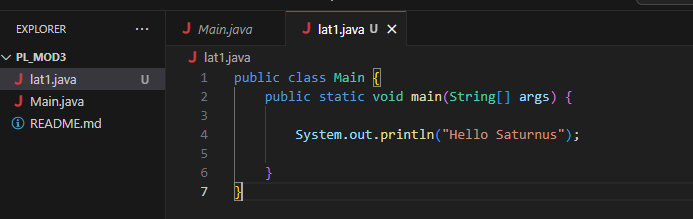 EXPLORER ...
Main.java
lat1.java U
PL_MOD3
lat1.java U
Main.java
README.md
lat1.java
1 public class Main {
2 public static void main(String[] args) {
3
4 System.out.println("Hello Saturnus");
5
6 }
7 }